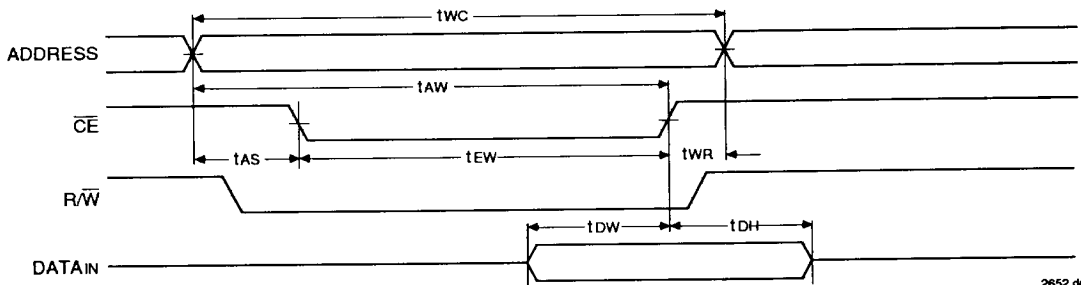 tWC
ADDRESS
tAW
CE
tAS
tEW
tWR
R/W
tDW
tDH
DATAIN